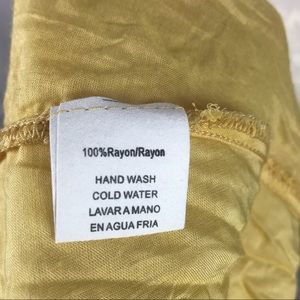 100%Rayon/Rayon
HAND WASH
COLD WATER
LAVAR A MANO
EN AGUA FRIA